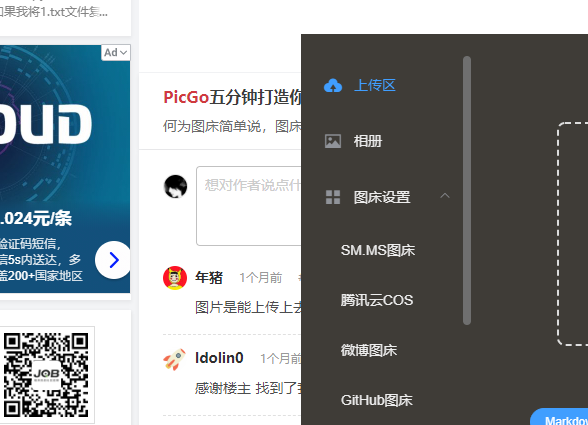 如果我将1.txt文件集...
Ad
OUD
.024元/条
验证码短信，
信5s内送达，多
盖200+国家地区
JOB
PicGo五分钟打造你
何为图床简单说，图床
想对作者说点什
年猪 1个月前
图片是能上传上去
ldolin0 1个月前
感谢楼主 找到了我
上传区
相册
图床设置
SM.MS图床
腾讯云COS
微博图床
GitHub图床
Markdow